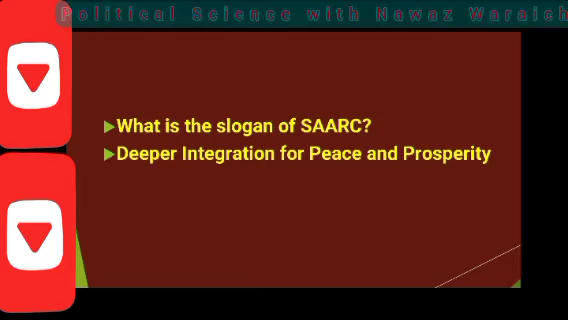 Political Science with Nawaz Waraich
What is the slogan of SAARC?
Deeper Integration for Peace and Prosperity